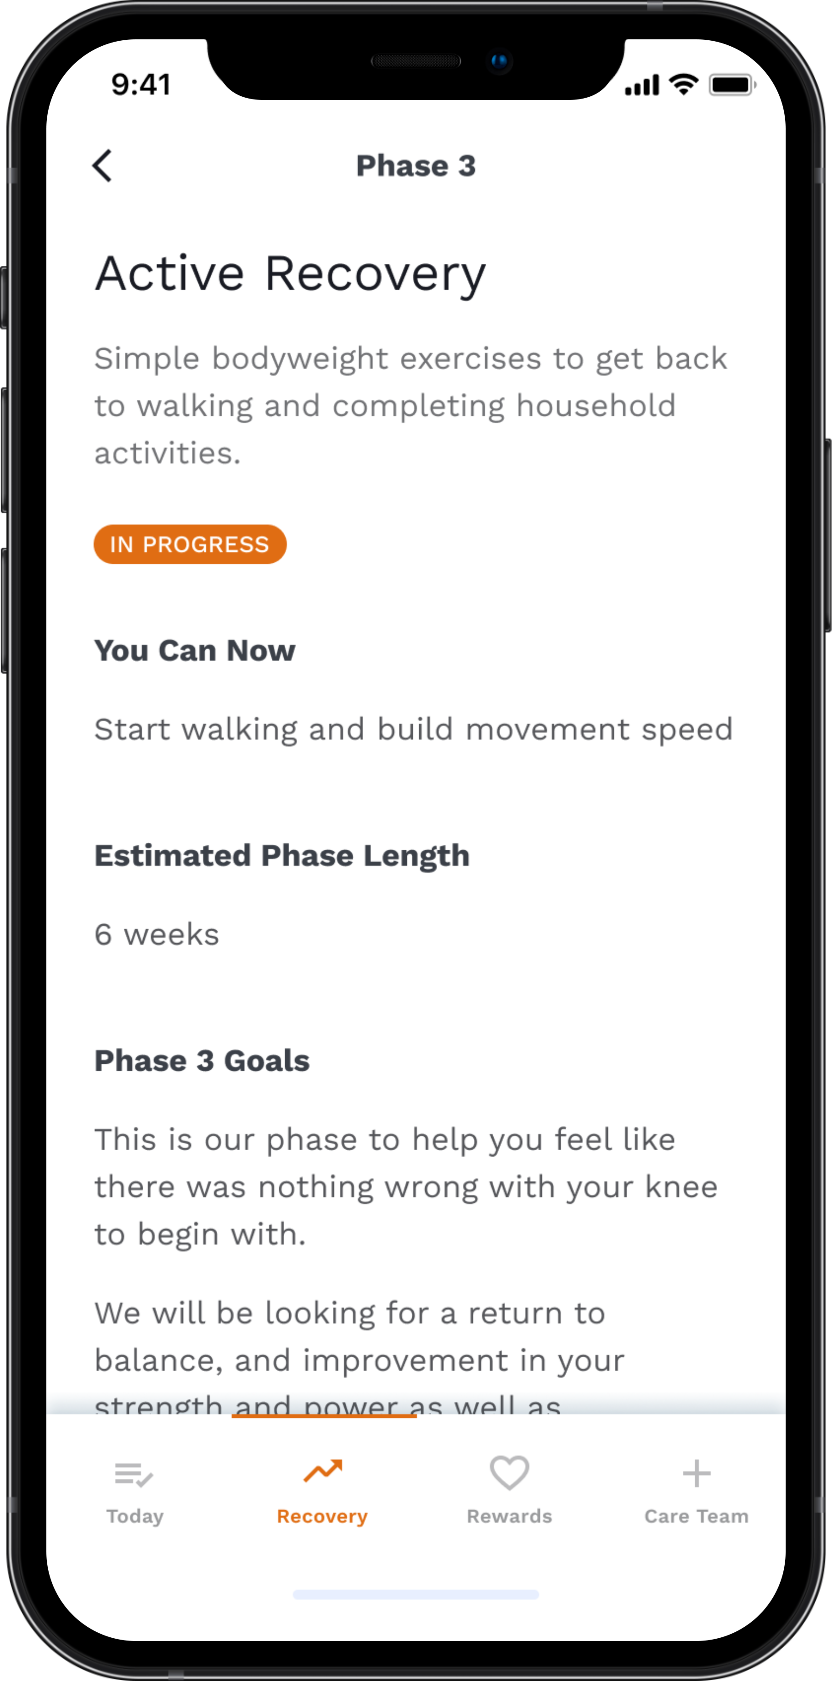 9:41
Phase 3
Active Recovery
Simple bodyweight exercises to get back
to walking and completing household
activities.
IN PROGRESS
You Can Now
Start walking and build movement speed
Estimated Phase Length
6 weeks
Phase 3 Goals
This is our phase to help you feel like
there was nothing wrong with your knee
to begin with.
We will be looking for a return to
balance, and improvement in your
strength and power as well as
Today
Recovery
Rewards
Care Team